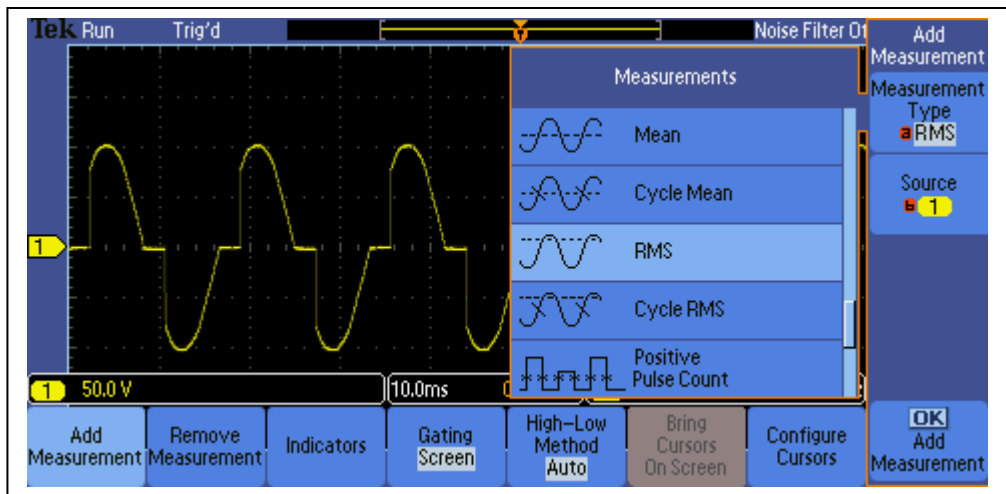 Tek Run Trig'd Noise Filter Of
Add
Measurement
Measurement
Type
a RMS
Source
b 1
Measurements
Mean
Cycle Mean
RMS
Cycle RMS
Positive
Pulse Count
1
1 50.0 V 10.0ms
Add
Measurement
Remove
Measurement
Indicators
Gating
Screen
High-Low
Method
Auto
Bring
Cursors
On Screen
Configure
Cursors
OK
Add
Measurement